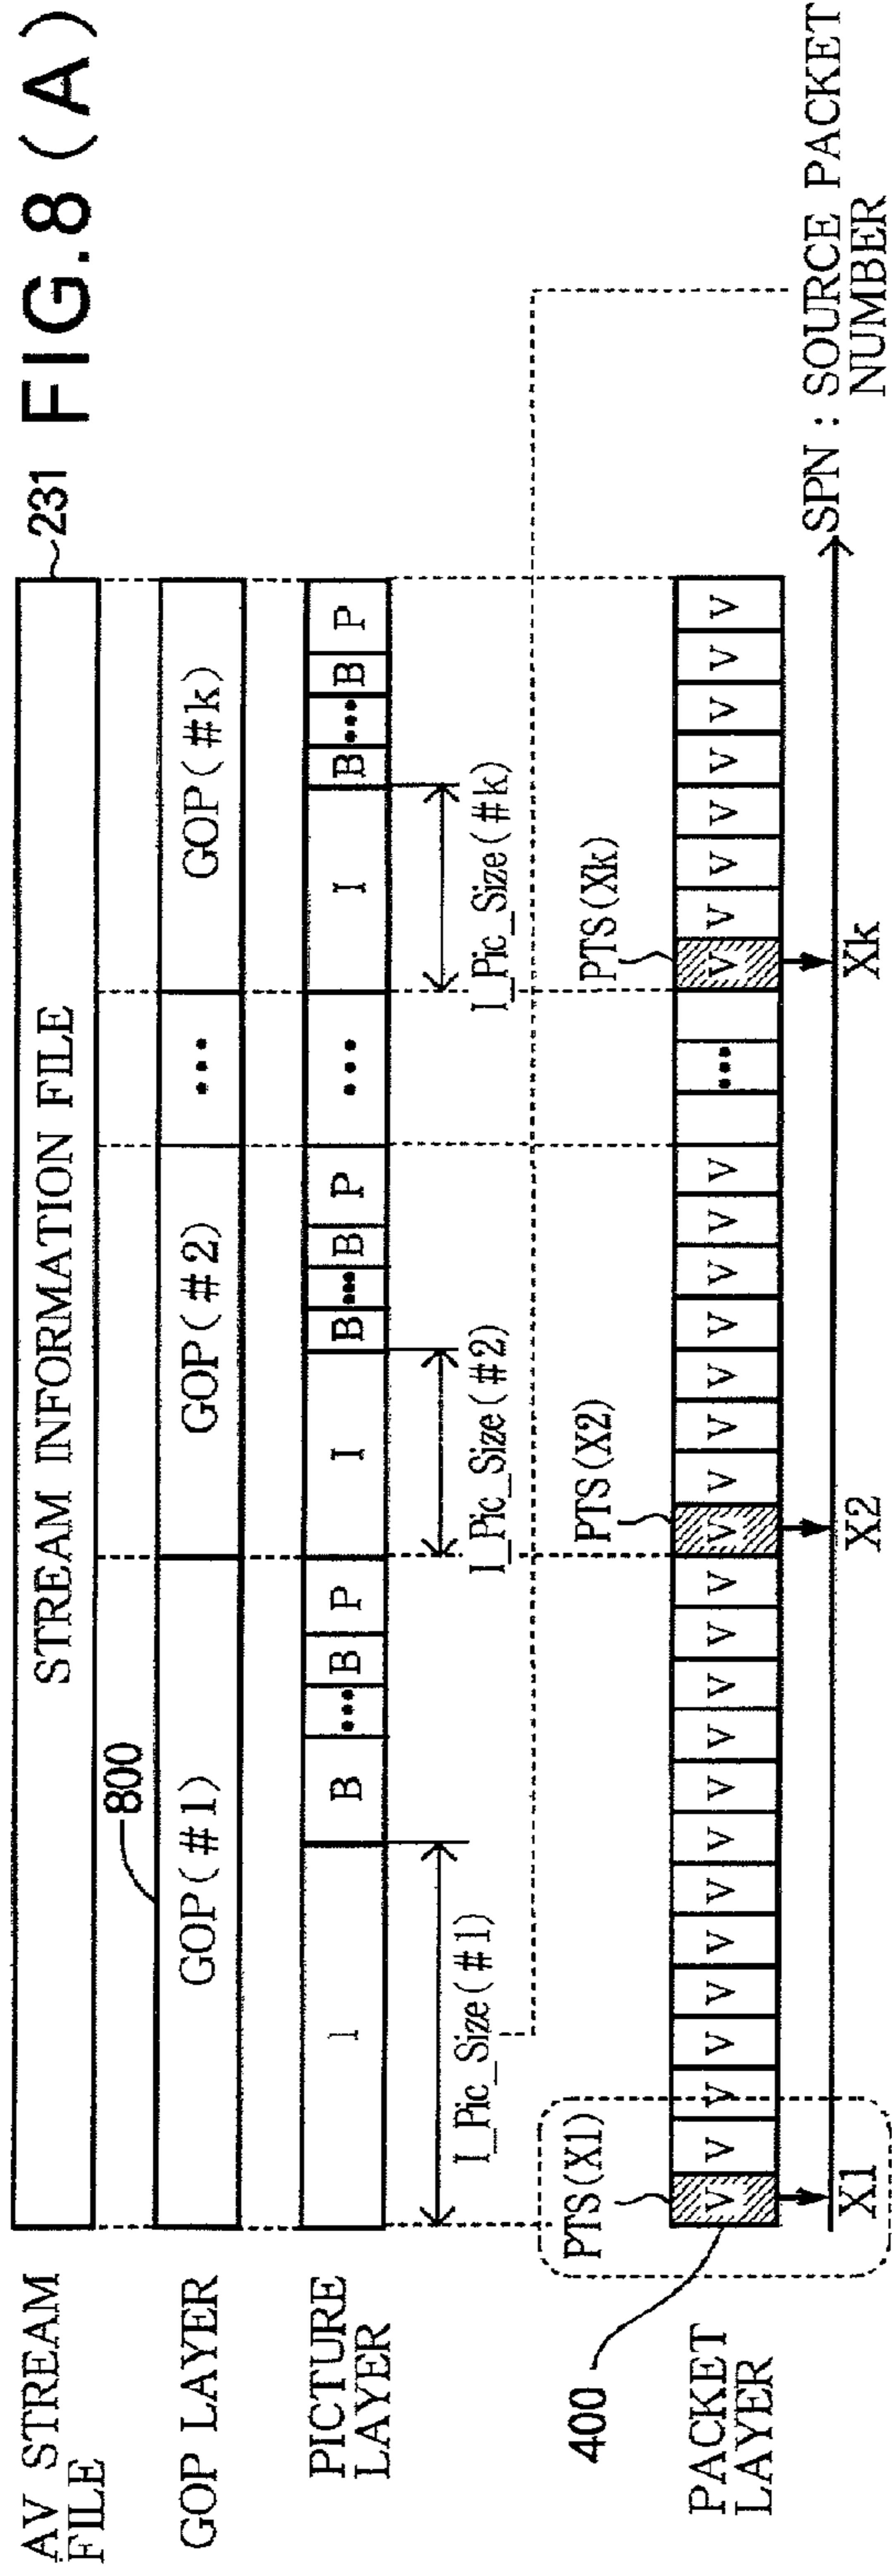 FIG.8(A)
AV STREAM
FILE
STREAM INFORMATION FILE
231
800
GOP LAYER
GOP(#1)
GOP(#2)
•••
GOP(#k)
PICTURE
LAYER
I B ••• B P I B ••• B P ••• I B ••• B P
I_Pic_Size(#1)
I_Pic_Size(#2)
I_Pic_Size(#k)
PTS(X1)
PTS(X2)
PTS(Xk)
400
PACKET
LAYER
V V V V V V V V V V V V V V V V V V V V V ••• V V V V V V V V
X1
X2
Xk
SPN : SOURCE PACKET
NUMBER